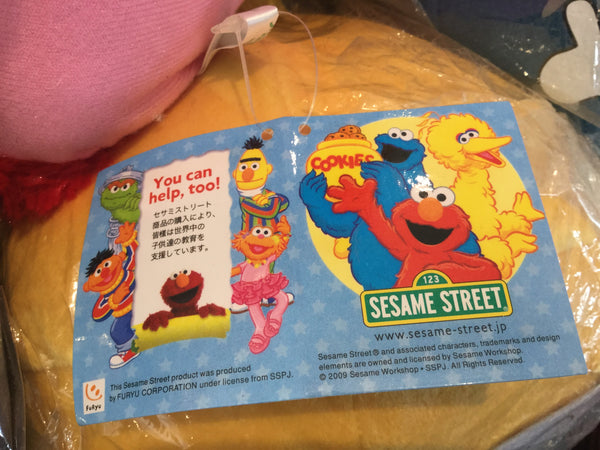 You can
help, too!
セサミストリート
商品の購入により、
皆様は世界中の
子供達の教育を
支援しています。
This Sesame Street product was produced
by FURYU CORPORATION under license from SSPJ.
FuRyu
COOKIES
123
SESAME STREET
www.sesame-street.jp
Sesame Street® and associated characters, trademarks and design
elements are owned and licensed by Sesame Workshop.
© 2009 Sesame Workshop • SSPJ. All Rights Reserved.